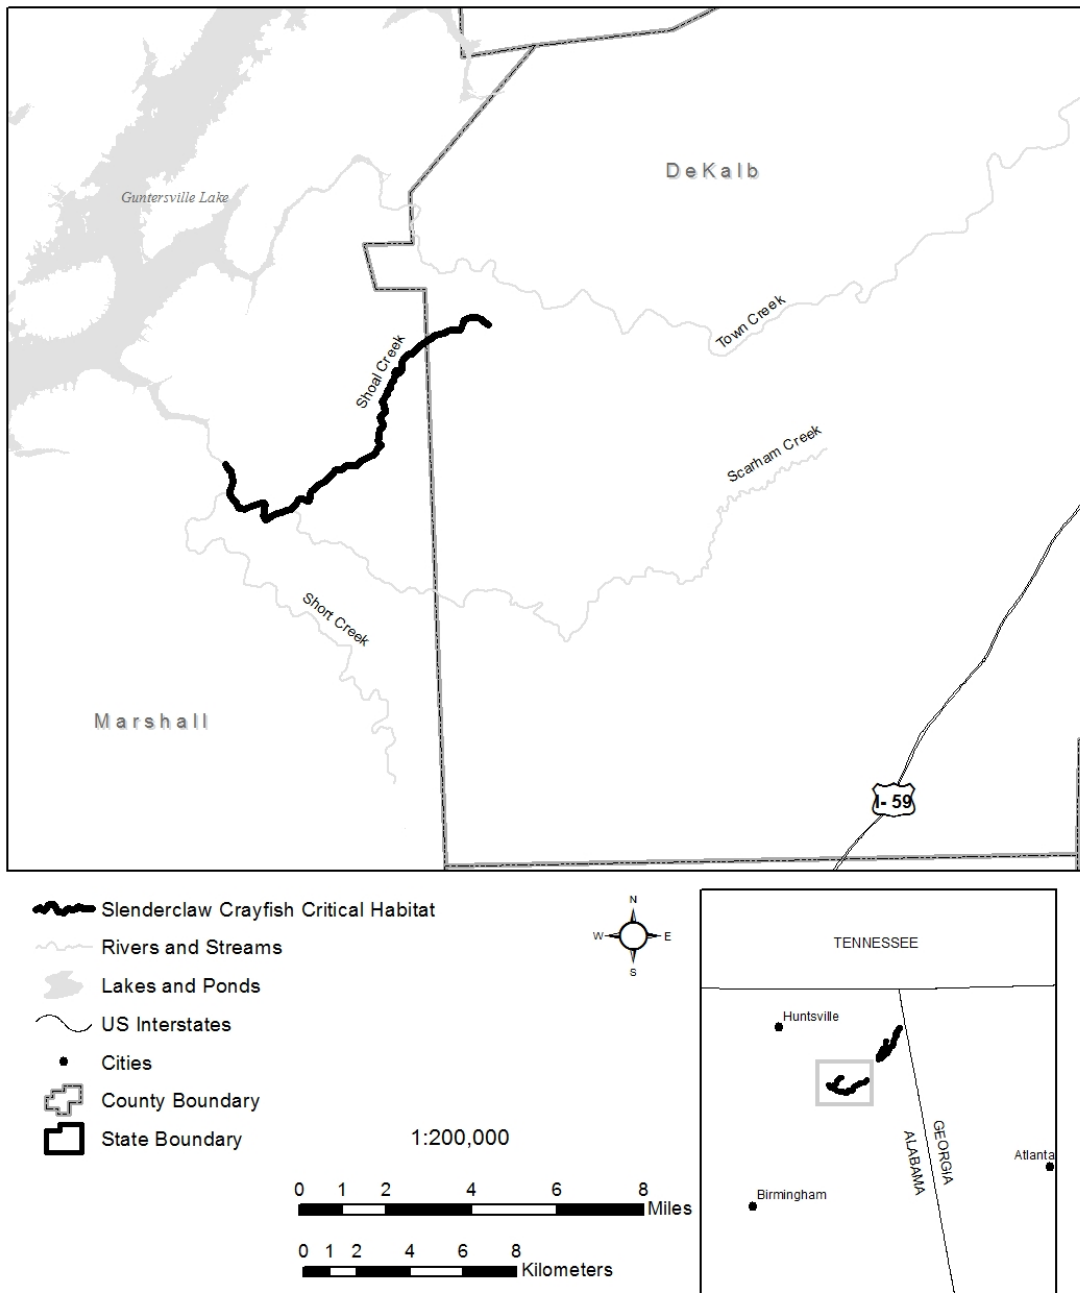 DeKalb
Guntersville Lake
Town Creek
Shoal Creek
Scarham Creek
Short Creek
Marshall
I- 59
Slenderclaw Crayfish Critical Habitat
Rivers and Streams
Lakes and Ponds
US Interstates
Cities
County Boundary
State Boundary
N
W E
S
1:200,000
0 1 2 4 6 8
Miles
0 1 2 4 6 8
Kilometers
TENNESSEE
Huntsville
GEORGIA
ALABAMA
Atlanta
Birmingham